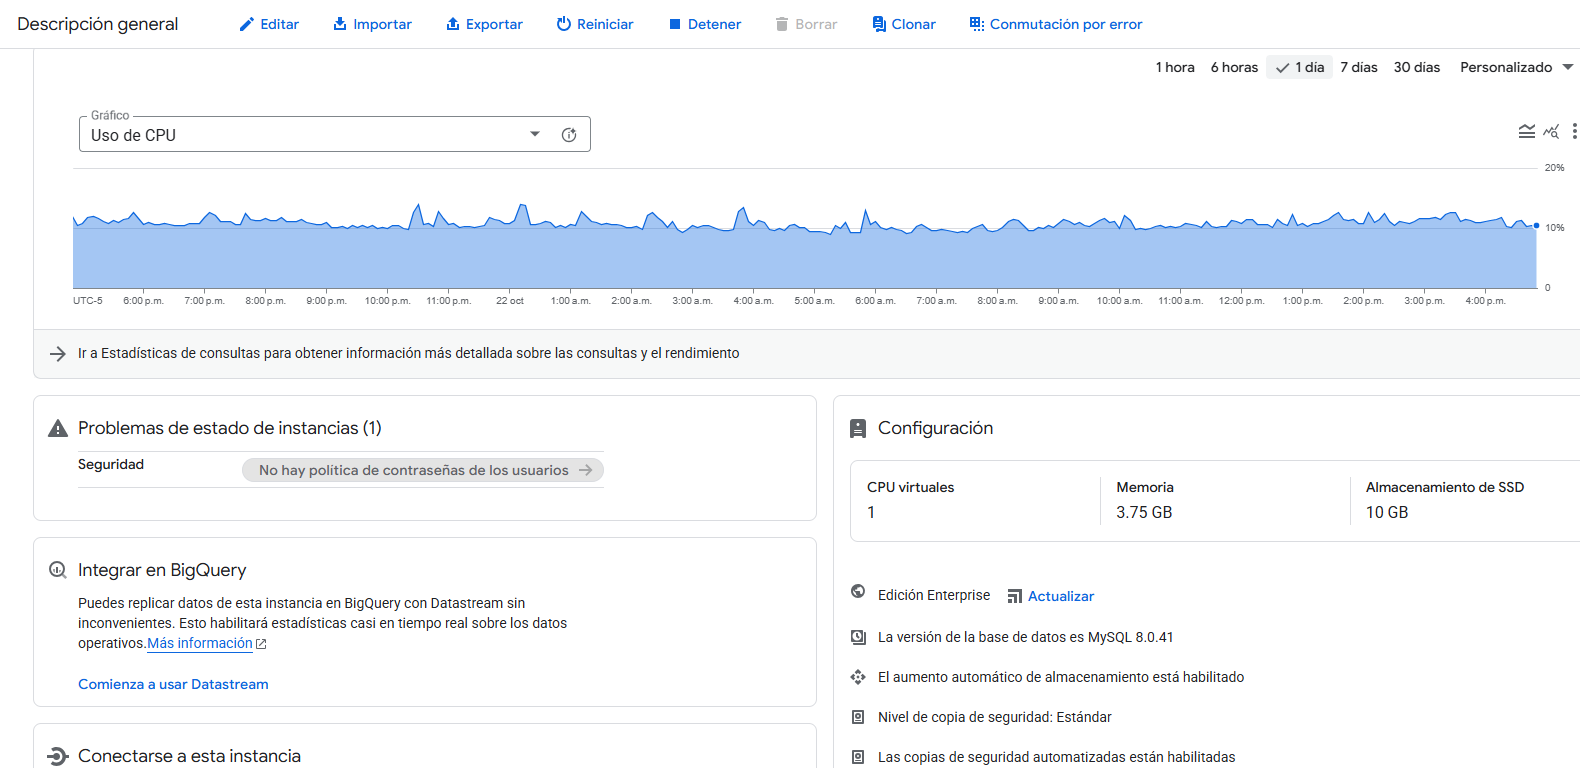 Descripción general
Editar
Importar
Exportar
Reiniciar
Detener
Borrar
Clonar
Conmutación por error
1 hora
6 horas
1 día
7 días
30 días
Personalizado
Gráfico
Uso de CPU
20%
10%
0
UTC-5
6:00 p.m.
7:00 p.m.
8:00 p.m.
9:00 p.m.
10:00 p.m.
11:00 p.m.
22 oct
1:00 a.m.
2:00 a.m.
3:00 a.m.
4:00 a.m.
5:00 a.m.
6:00 a.m.
7:00 a.m.
8:00 a.m.
9:00 a.m.
10:00 a.m.
11:00 a.m.
12:00 p.m.
1:00 p.m.
2:00 p.m.
3:00 p.m.
4:00 p.m.
Ir a Estadísticas de consultas para obtener información más detallada sobre las consultas y el rendimiento
Problemas de estado de instancias (1)
Seguridad
No hay política de contraseñas de los usuarios
Integrar en BigQuery
Puedes replicar datos de esta instancia en BigQuery con Datastream sin
inconvenientes. Esto habilitará estadísticas casi en tiempo real sobre los datos
operativos. Más información
Comienza a usar Datastream
Conectarse a esta instancia
Configuración
CPU virtuales
1
Memoria
3.75 GB
Almacenamiento de SSD
10 GB
Edición Enterprise
Actualizar
La versión de la base de datos es MySQL 8.0.41
El aumento automático de almacenamiento está habilitado
Nivel de copia de seguridad: Estándar
Las copias de seguridad automatizadas están habilitadas